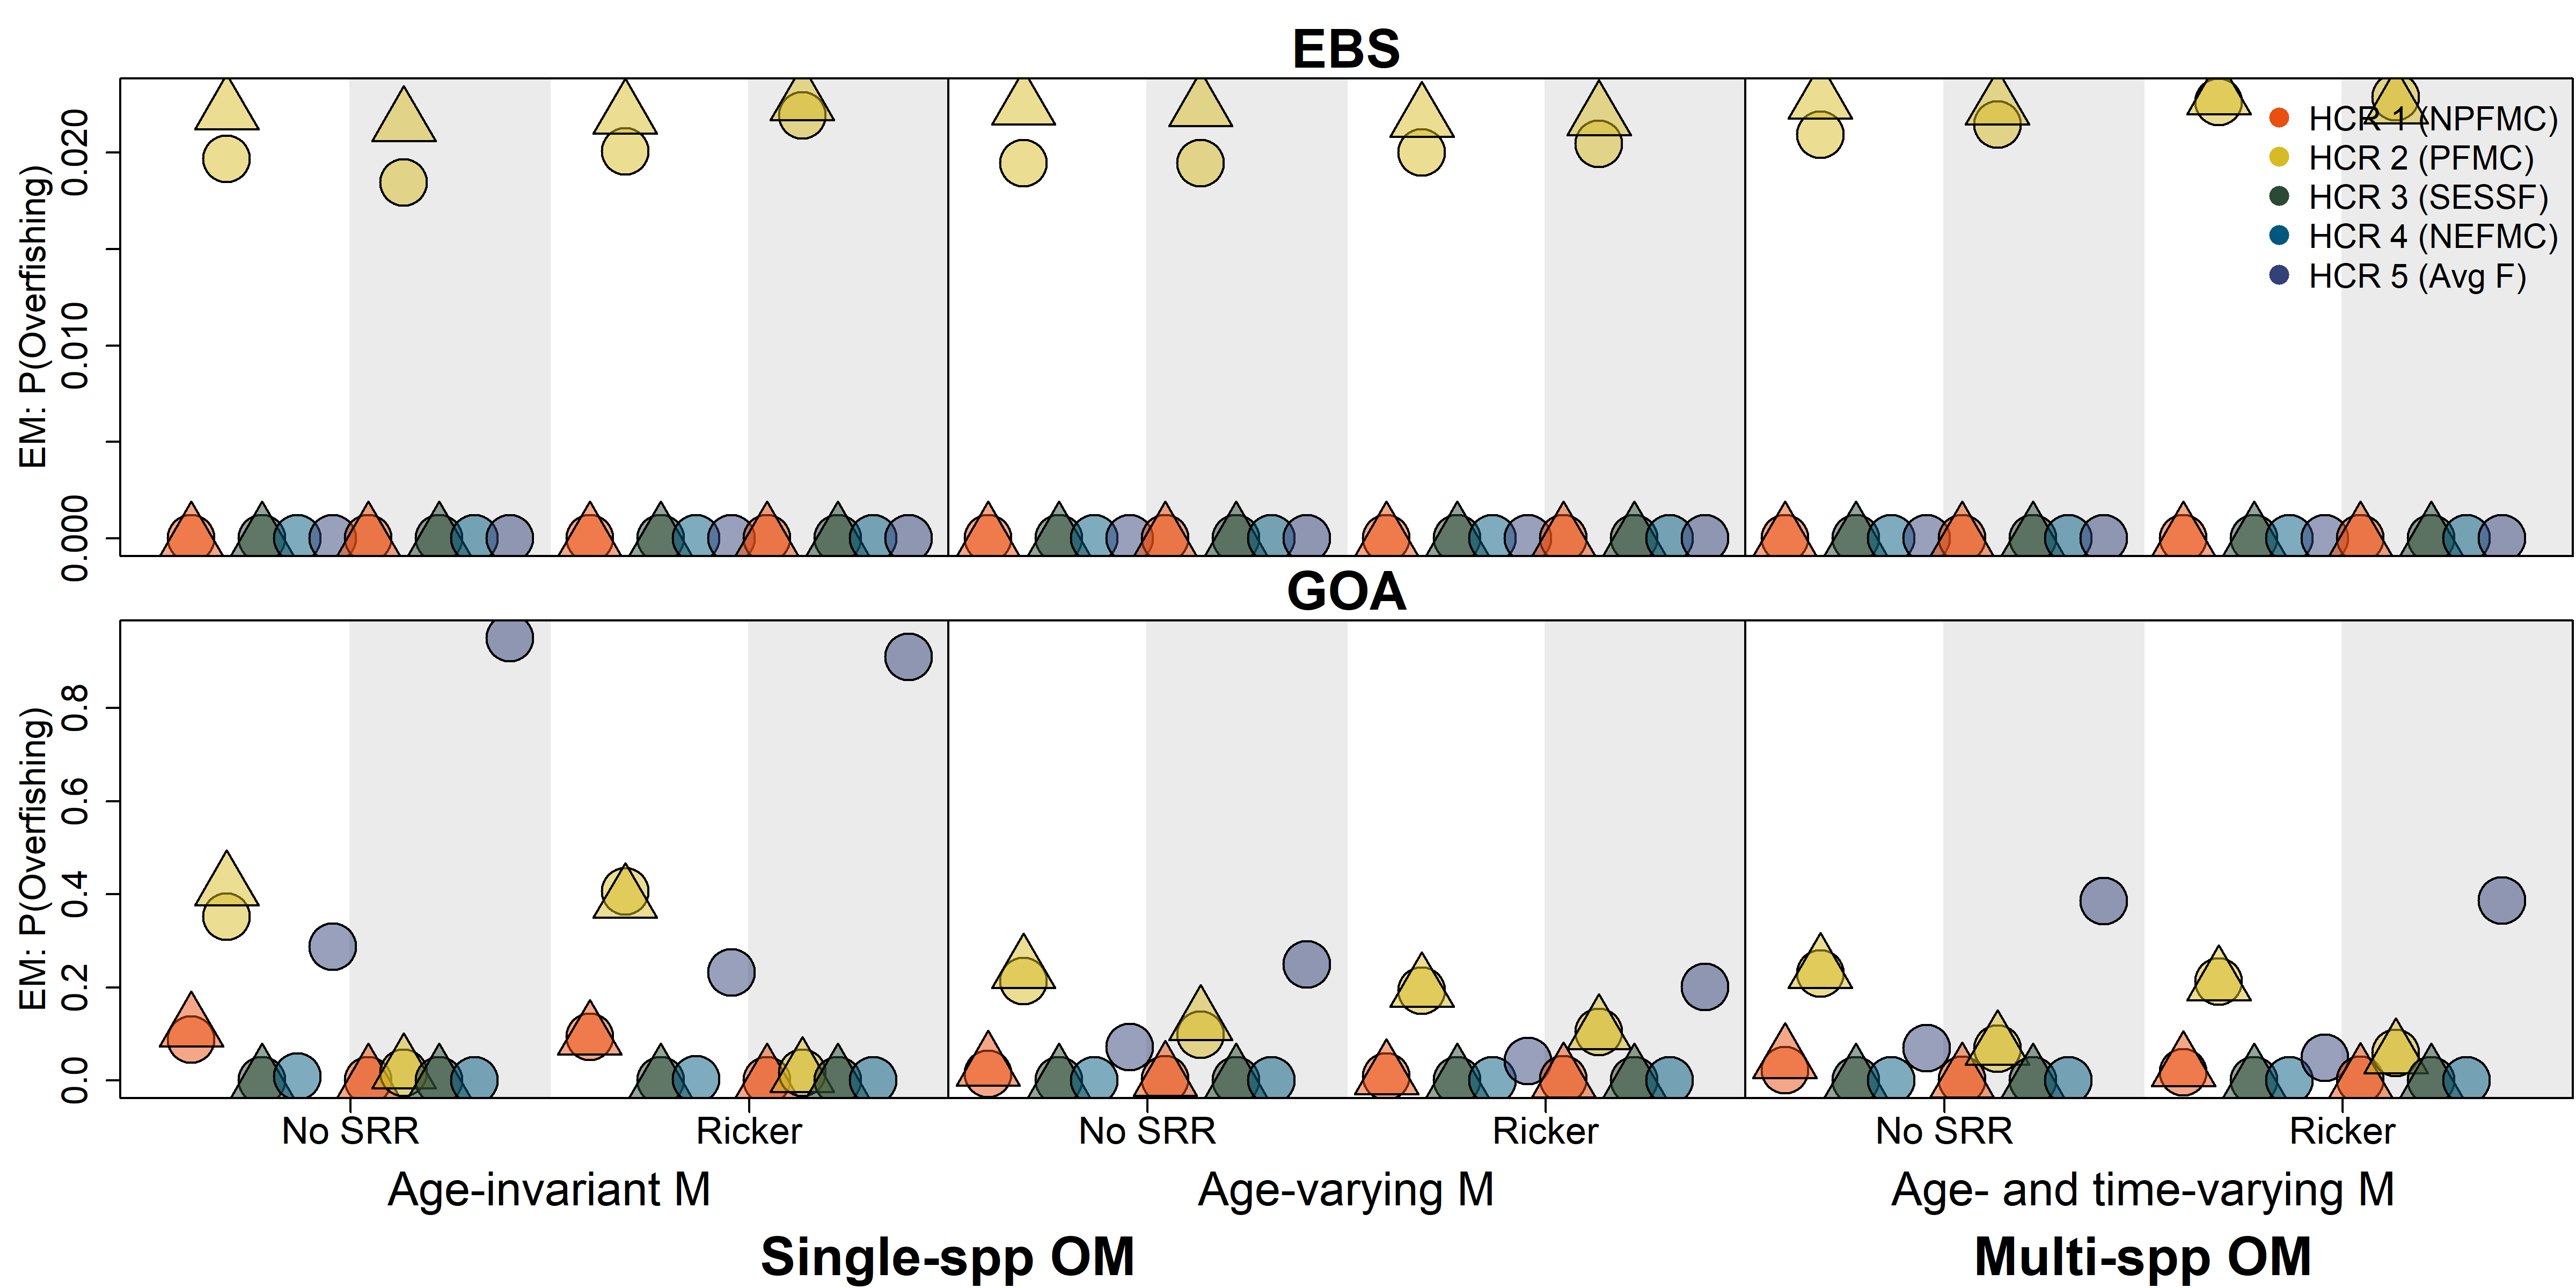 EBS
EM: P(Overfishing)
0.020
0.010
0.000
HCR 1 (NPFMC)
HCR 2 (PFMC)
HCR 3 (SESSF)
HCR 4 (NEFMC)
HCR 5 (Avg F)
GOA
EM: P(Overfishing)
0.8
0.6
0.4
0.2
0.0
No SRR Ricker No SRR Ricker No SRR Ricker
Age-invariant M Age-varying M Age- and time-varying M
Single-spp OM Multi-spp OM